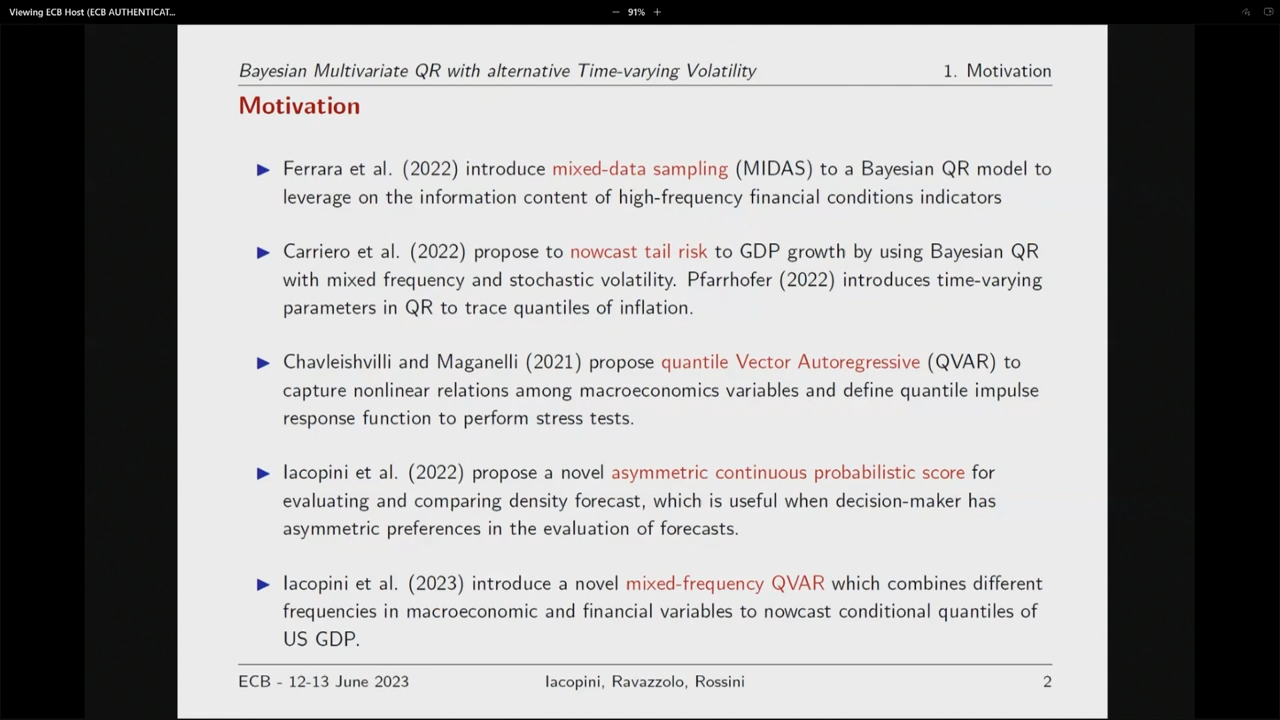 Viewing ECB Host (ECB AUTHENTICAT...
− 91% +
Bayesian Multivariate QR with alternative Time-varying Volatility 1. Motivation
Motivation
▶ Ferrara et al. (2022) introduce mixed-data sampling (MIDAS) to a Bayesian QR model to
leverage on the information content of high-frequency financial conditions indicators
▶ Carriero et al. (2022) propose to nowcast tail risk to GDP growth by using Bayesian QR
with mixed frequency and stochastic volatility. Pfarrhofer (2022) introduces time-varying
parameters in QR to trace quantiles of inflation.
▶ Chavleishvilli and Maganelli (2021) propose quantile Vector Autoregressive (QVAR) to
capture nonlinear relations among macroeconomics variables and define quantile impulse
response function to perform stress tests.
▶ Iacopini et al. (2022) propose a novel asymmetric continuous probabilistic score for
evaluating and comparing density forecast, which is useful when decision-maker has
asymmetric preferences in the evaluation of forecasts.
▶ Iacopini et al. (2023) introduce a novel mixed-frequency QVAR which combines different
frequencies in macroeconomic and financial variables to nowcast conditional quantiles of
US GDP.
ECB - 12-13 June 2023 Iacopini, Ravazzolo, Rossini 2